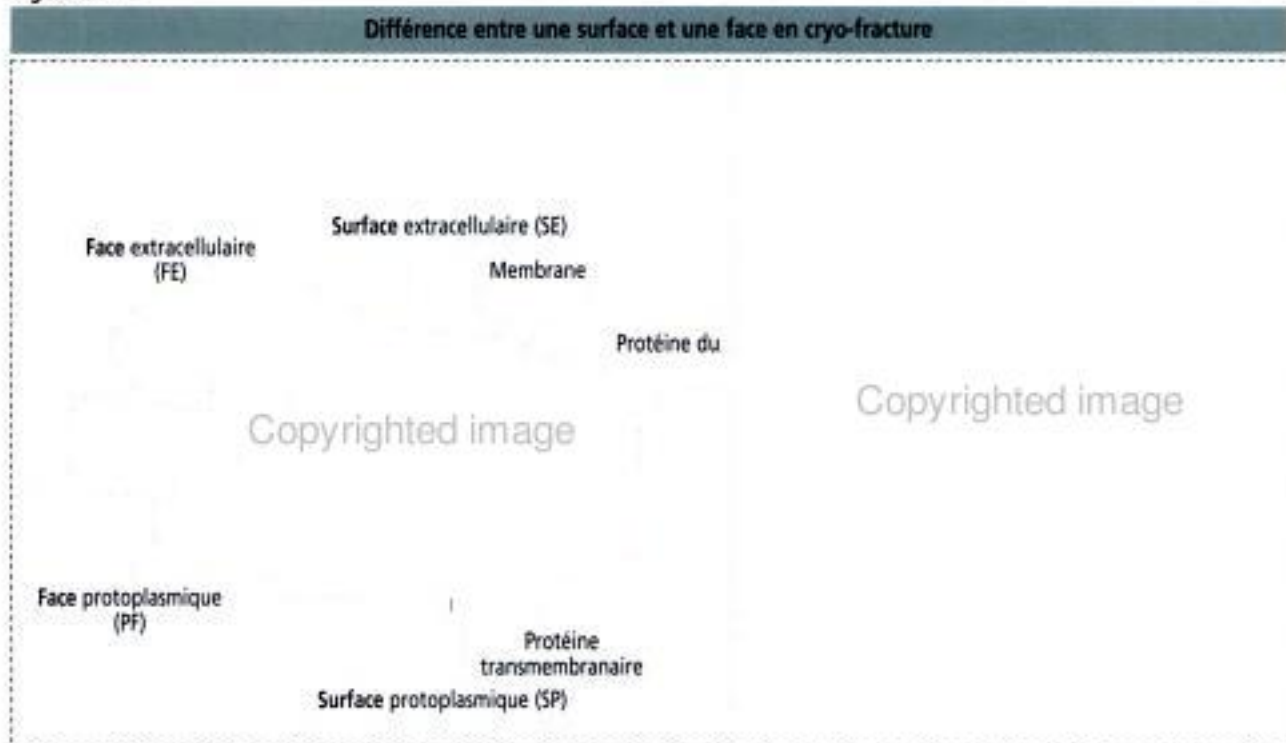 Différence entre une surface et une face en cryo-fracture
Surface extracellulaire (SE)
Face extracellulaire
(FE)
Membrane
Protéine du
Copyrighted image
Copyrighted image
Face protoplasmique
(PF)
Protéine
transmembranaire
Surface protoplasmique (SP)